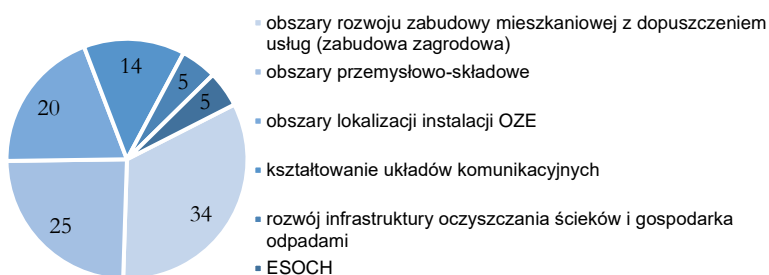 14
5
5
20
25
34
obszary rozwoju zabudowy mieszkaniowej z dopuszczeniem
usług (zabudowa zagrodowa)
obszary przemysłowo-składowe
obszary lokalizacji instalacji OZE
kształtowanie układów komunikacyjnych
rozwój infrastruktury oczyszczania ścieków i gospodarka
odpadami
ESOCH